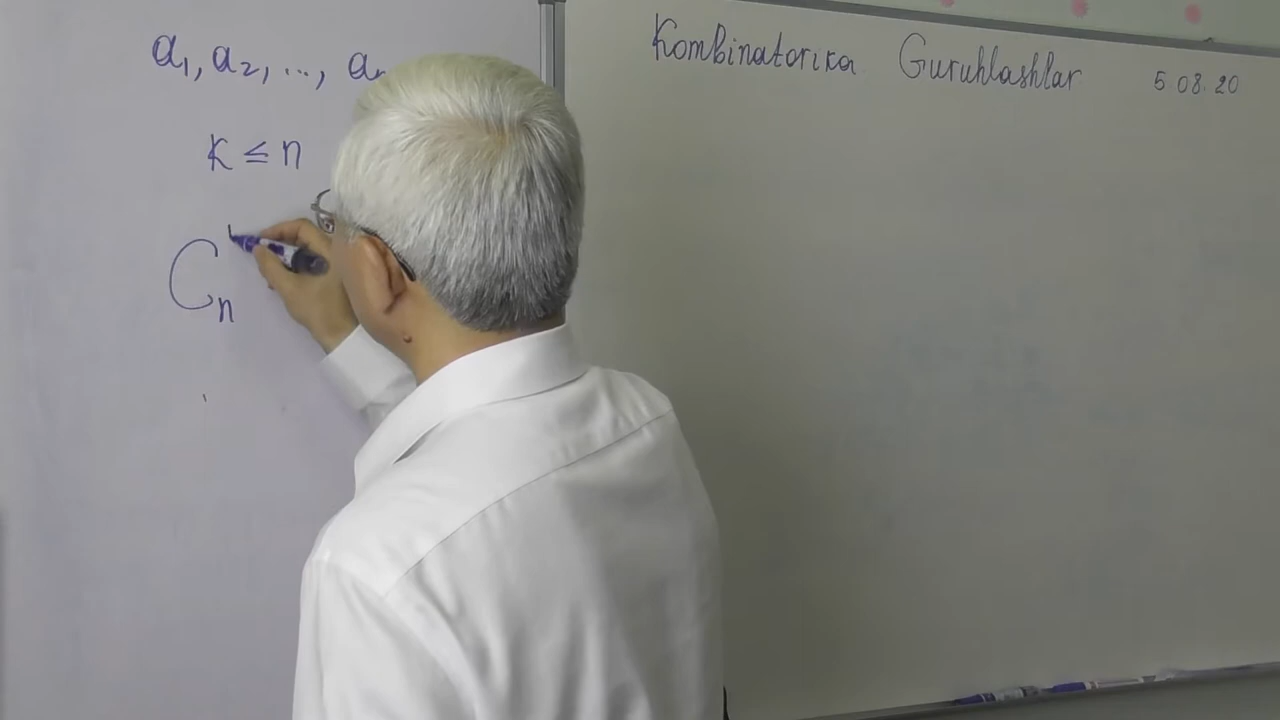 a₁, a₂, ...,
K ≤ n
Cₙ
Kombinatorika Guruhlashlar 5.08.20